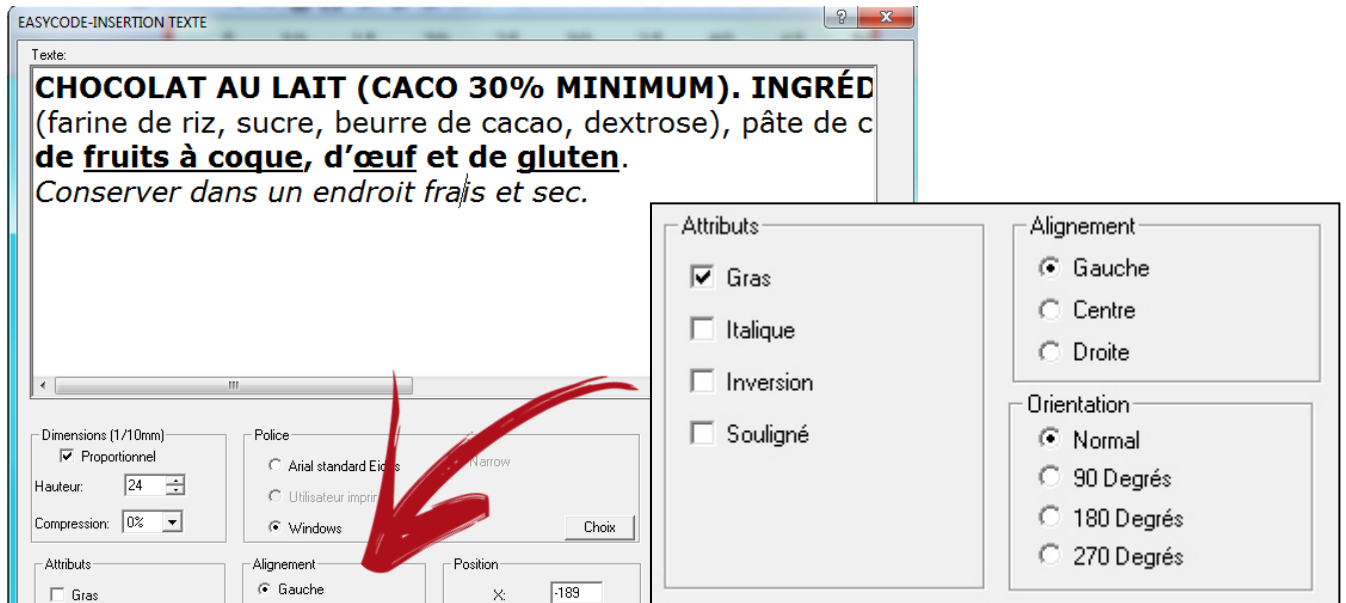 EASYCODE-INSERTION TEXTE
Texte:
CHOCOLAT AU LAIT (CACO 30% MINIMUM). INGRÉD
(farine de riz, sucre, beurre de cacao, dextrose), pâte de c
de fruits à coque, d’œuf et de gluten.
Conserver dans un endroit frais et sec.
Dimensions (1/10mm)
Proportionnel
Hauteur: 24
Compression: 0%
Police
Arial standard
Narrow
Utilisateur
Windows
Choix
Attributs
Gras
Alignement
Gauche
Position
X: -189
Attributs
Gras
Italique
Inversion
Souligné
Alignement
Gauche
Centre
Droite
Orientation
Normal
90 Degrés
180 Degrés
270 Degrés